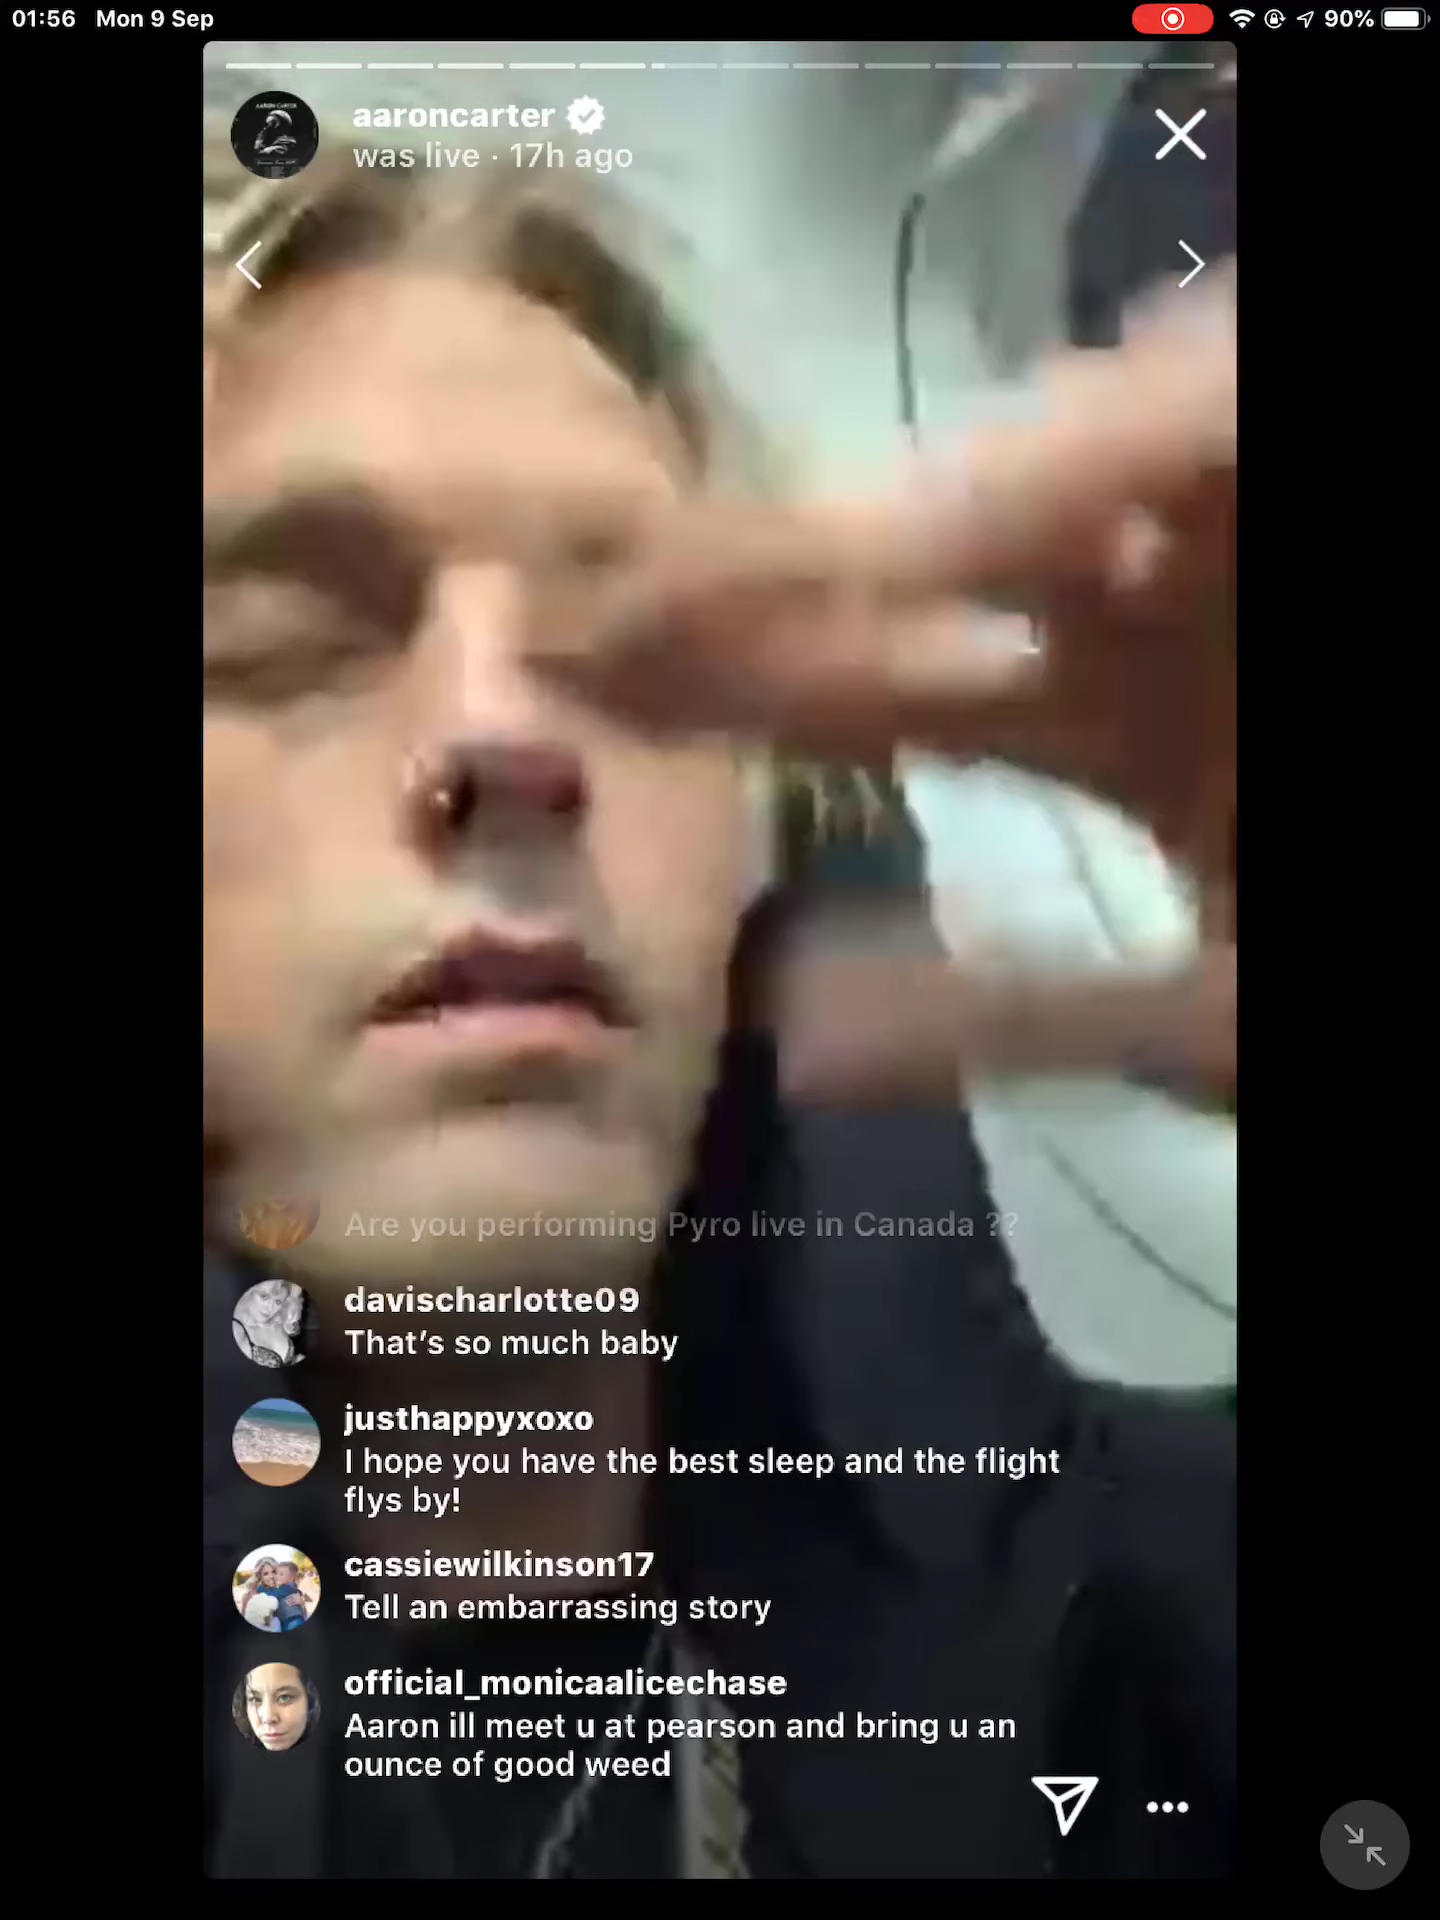 01:56 Mon 9 Sep
90%
AARON CARTER
aaroncarter
was live · 17h ago
Are you performing Pyro live in Canada ??
davischarlotte09
That's so much baby
justhappyxoxo
I hope you have the best sleep and the flight
flys by!
cassiewilkinson17
Tell an embarrassing story
official_monicaalicechase
Aaron ill meet u at pearson and bring u an
ounce of good weed